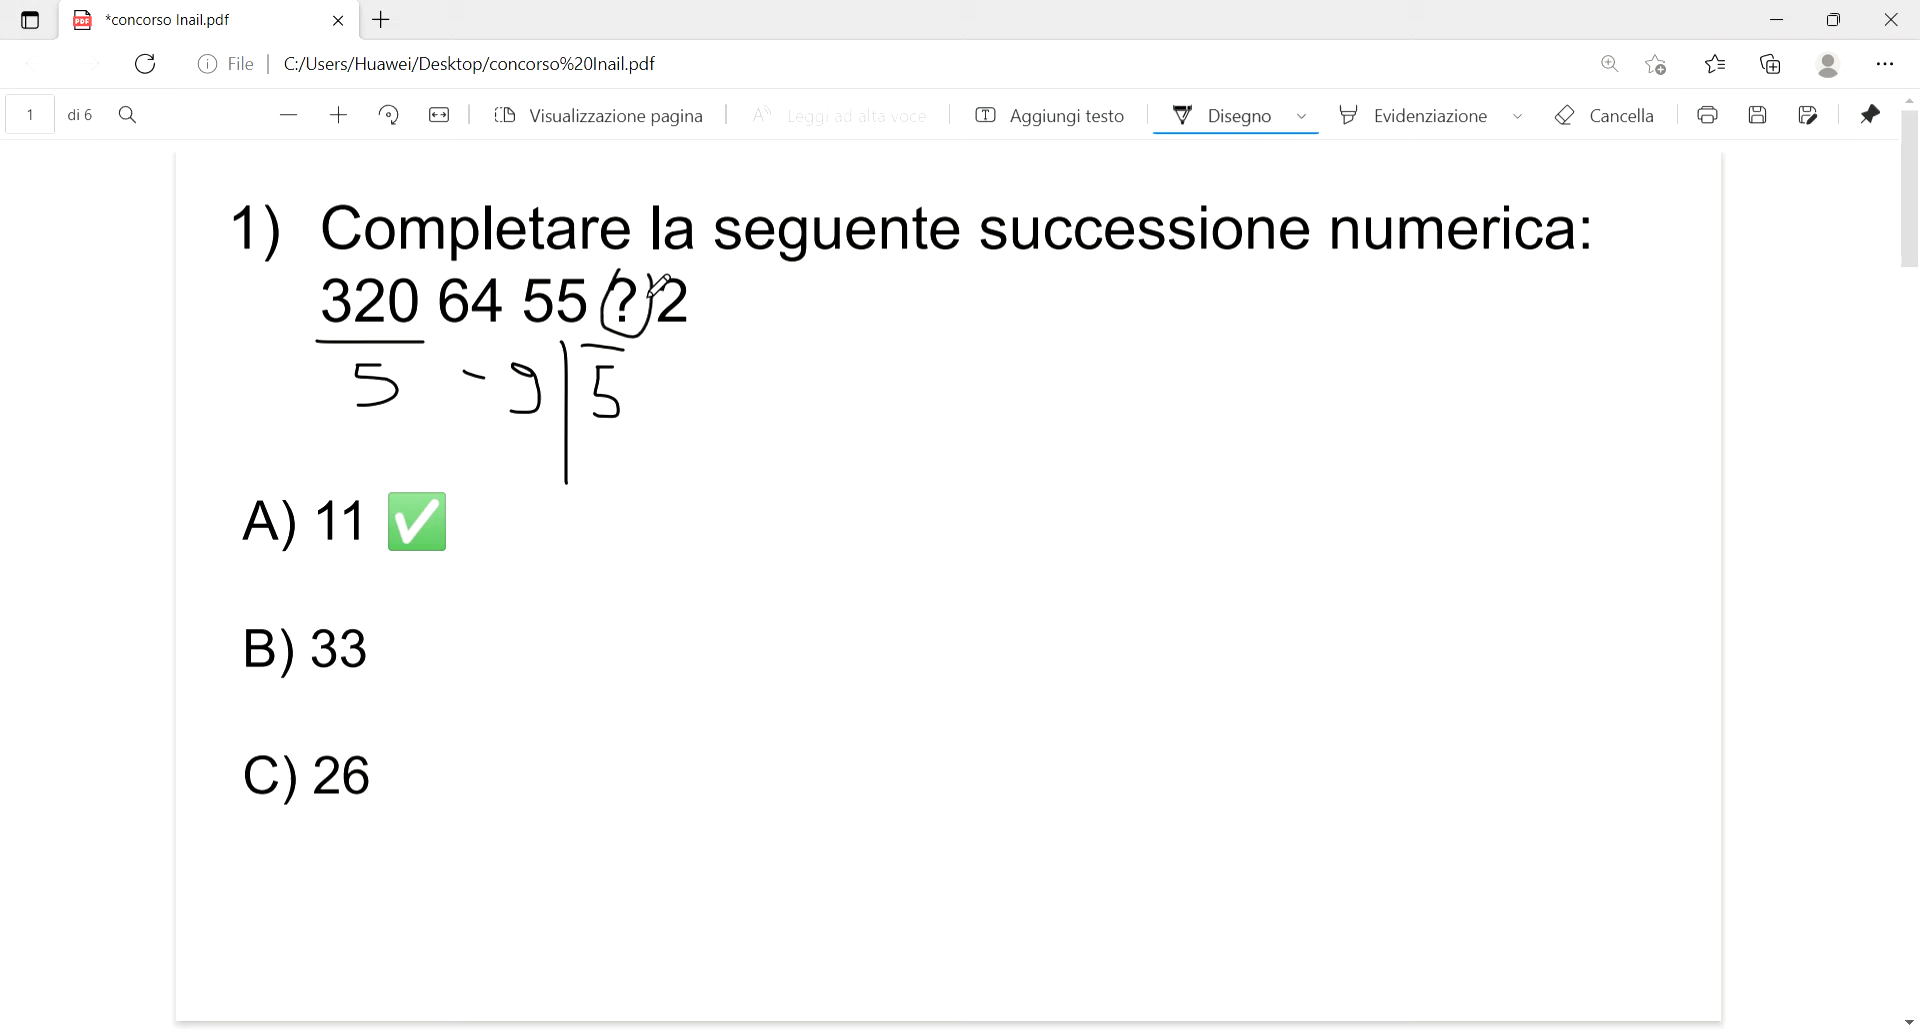 *concorso Inail.pdf
File | C:/Users/Huawei/Desktop/concorso%20Inail.pdf
1 di 6 Visualizzazione pagina Leggi ad alta voce Aggiungi testo Disegno Evidenziazione Cancella
1) Completare la seguente successione numerica:
320 64 55 ? 2
5 - 9 5
A) 11 ✅
B) 33
C) 26